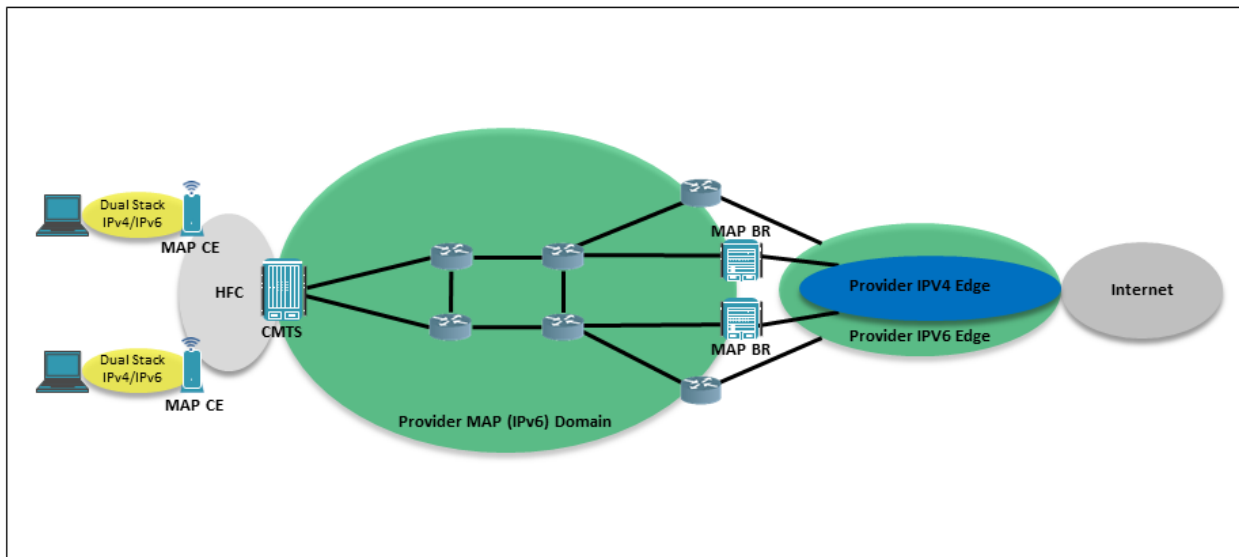 Dual Stack
IPv4/IPv6
MAP CE
HFC
CMTS
Dual Stack
IPv4/IPv6
MAP CE
Provider MAP (IPv6) Domain
MAP BR
MAP BR
Provider IPV4 Edge
Provider IPV6 Edge
Internet